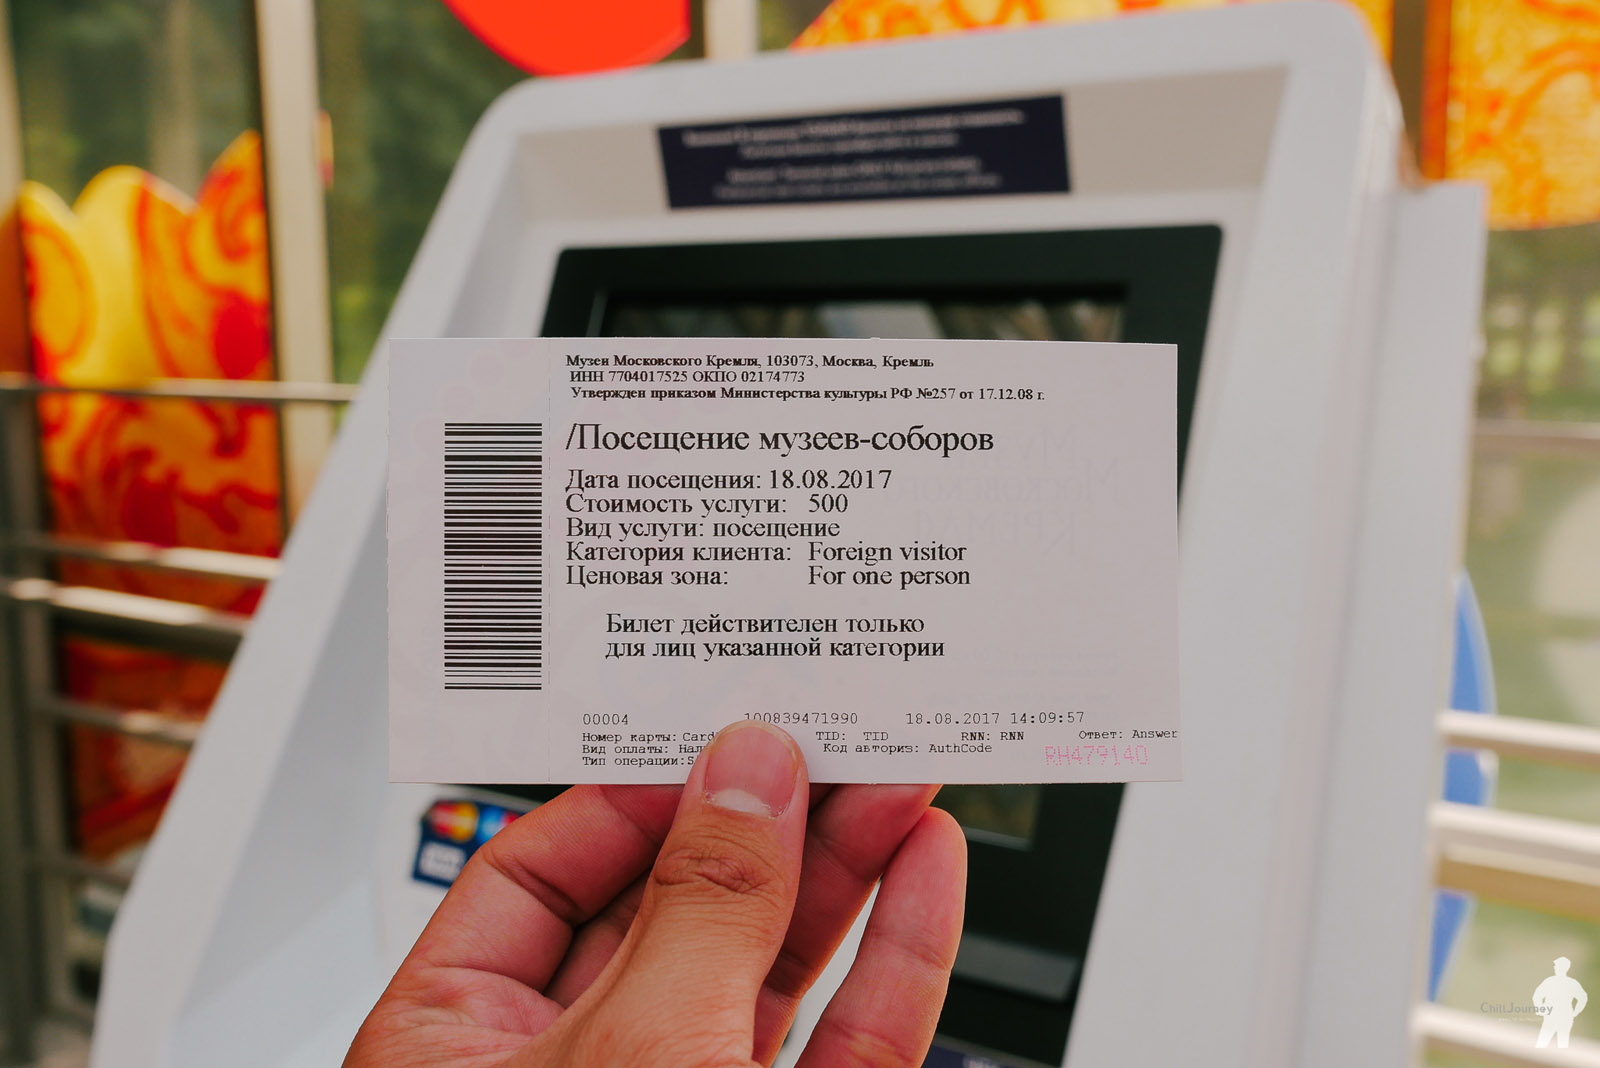 Музеи Московского Кремля, 103073, Москва, Кремль
ИНН 7704017525 ОКПО 02174773
Утвержден приказом Министерства культуры РФ №257 от 17.12.08 г.
/Посещение музеев-соборов
Дата посещения: 18.08.2017
Стоимость услуги: 500
Вид услуги: посещение
Категория клиента: Foreign visitor
Ценовая зона: For one person
Билет действителен только
для лиц указанной категории
00004 100839471990 18.08.2017 14:09:57
Номер карты: Card TID: TID RNN: RNN Ответ: Answer
Вид оплаты: Код авториз: AuthCode
Тип операции:
RH479140
ChillJourney